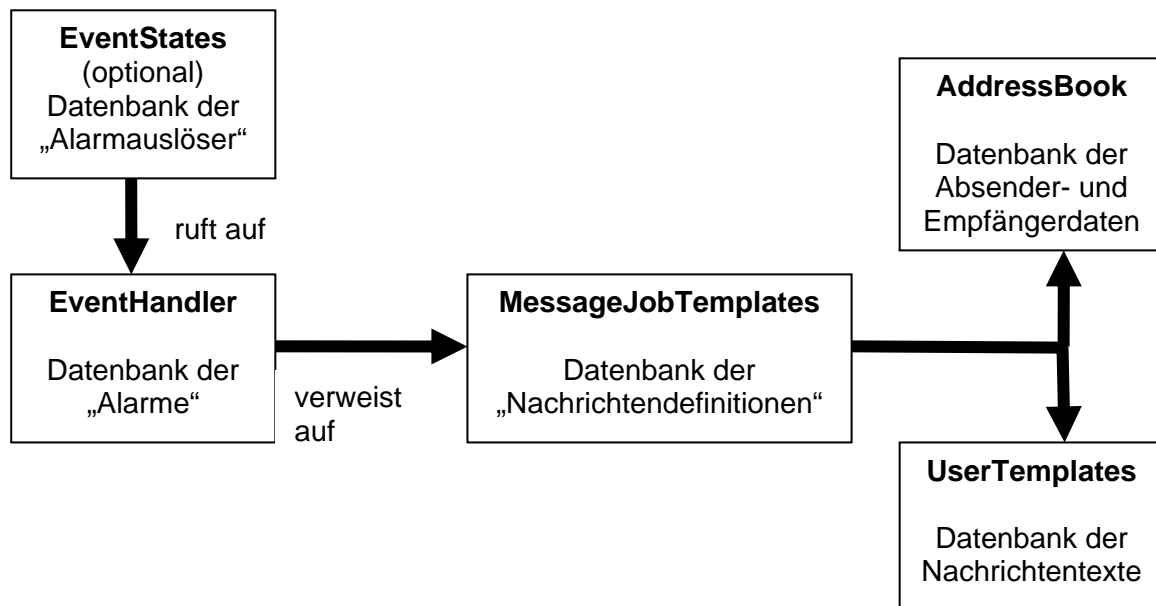 EventStates
(optional)
Datenbank der
„Alarmauslöser“
ruft auf
EventHandler
Datenbank der
„Alarme“
verweist
auf
MessageJobTemplates
Datenbank der
„Nachrichtendefinitionen“
AddressBook
Datenbank der
Absender- und
Empfängerdaten
UserTemplates
Datenbank der
Nachrichtentexte